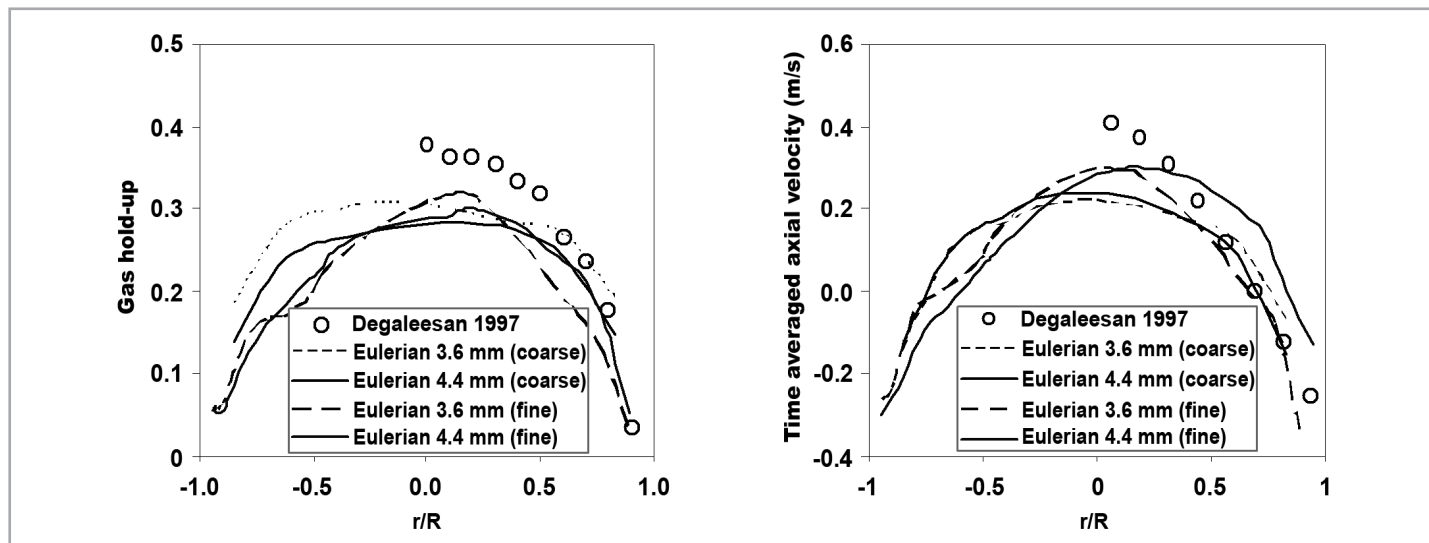 Gas hold-up
0.5
0.4
0.3
0.2
0.1
0
Degaleesan 1997
Eulerian 3.6 mm (coarse)
Eulerian 4.4 mm (coarse)
Eulerian 3.6 mm (fine)
Eulerian 4.4 mm (fine)
-1.0 -0.5 0.0 0.5 1.0
r/R
Time averaged axial velocity (m/s)
0.6
0.4
0.2
0.0
-0.2
-0.4
Degaleesan 1997
Eulerian 3.6 mm (coarse)
Eulerian 4.4 mm (coarse)
Eulerian 3.6 mm (fine)
Eulerian 4.4 mm (fine)
-1 -0.5 0 0.5 1
r/R